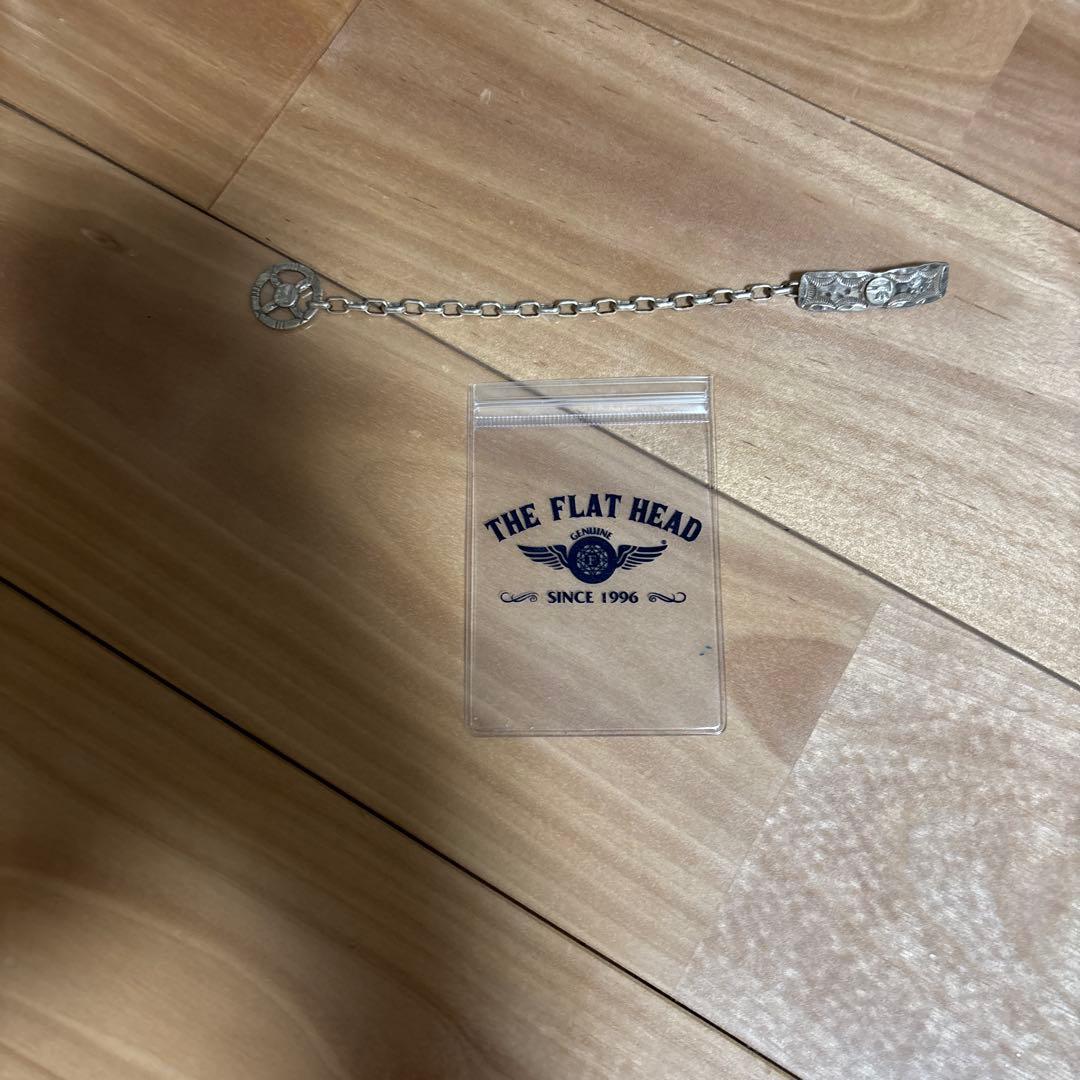 THE FLAT HEAD
GENUINE
F
®
SINCE 1996